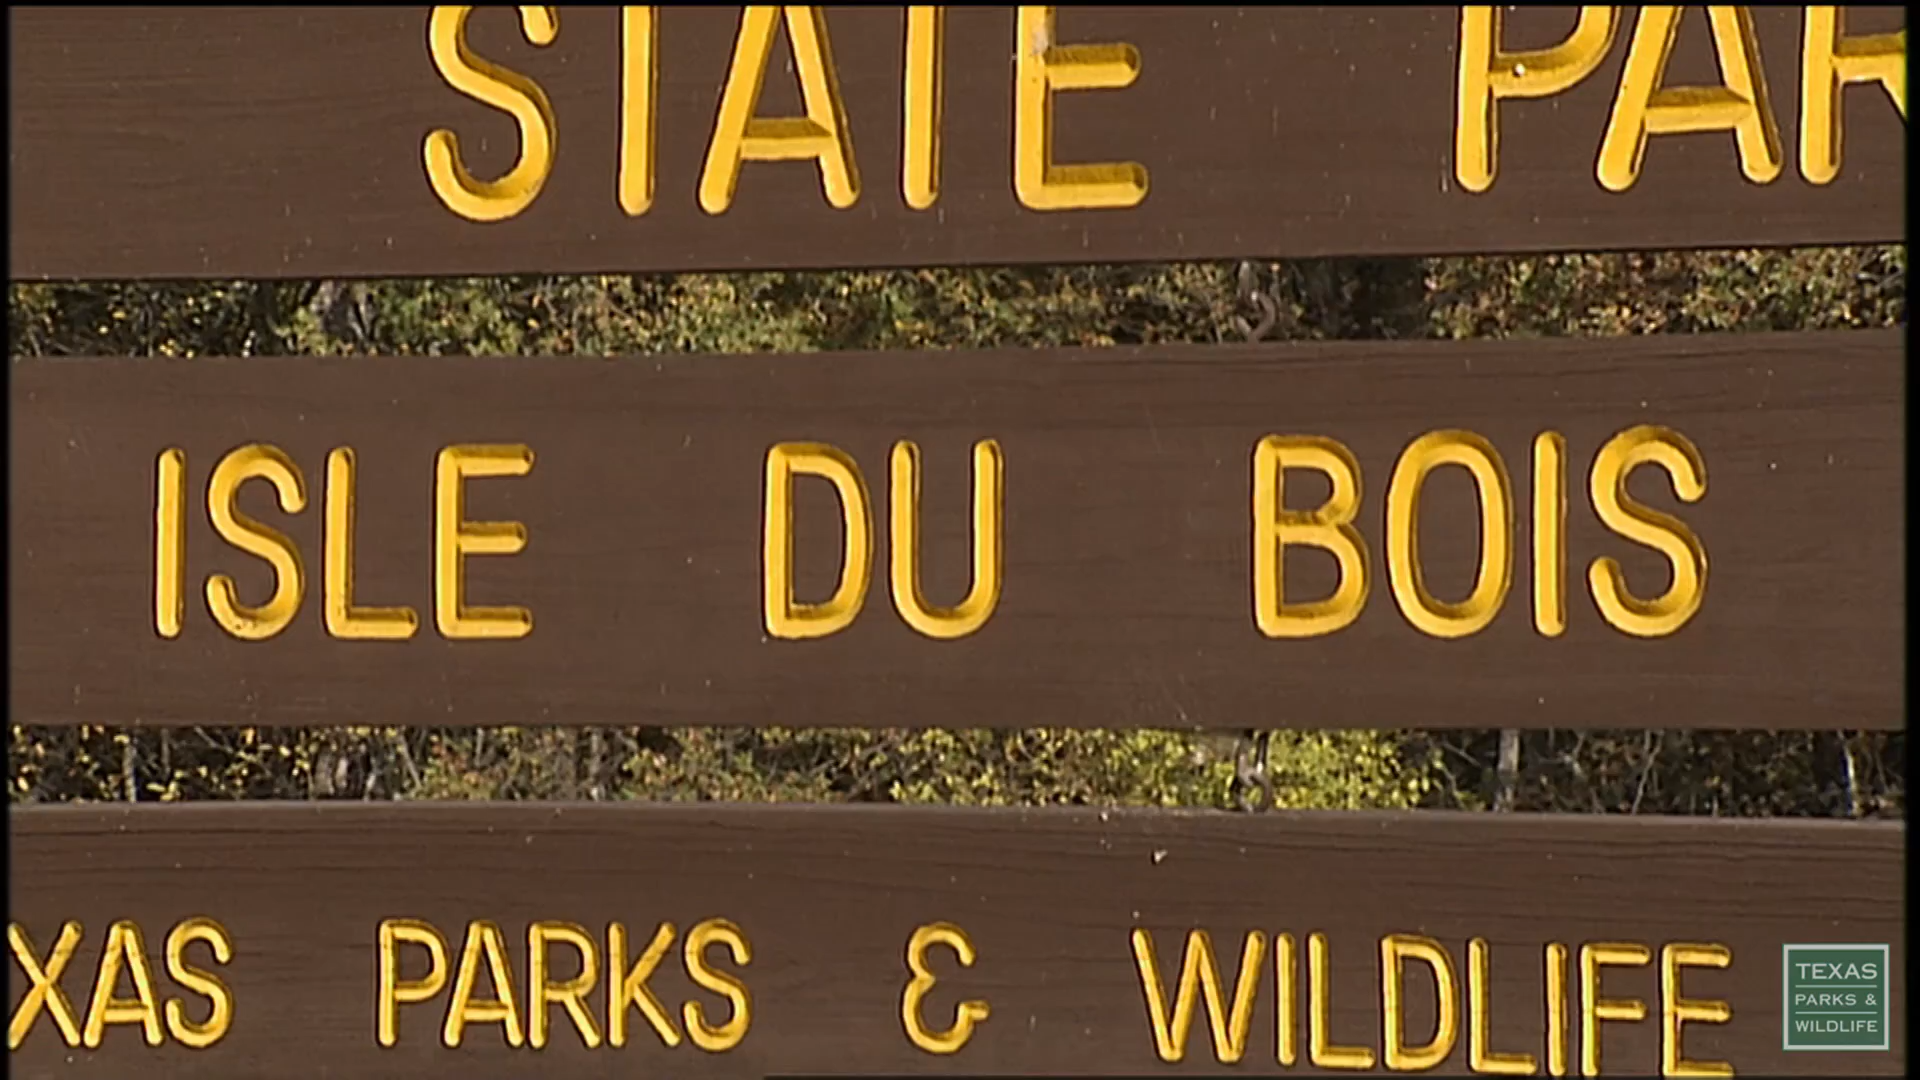 STATE PAR
ISLE DU BOIS
XAS PARKS & WILDLIFE
TEXAS
PARKS &
WILDLIFE